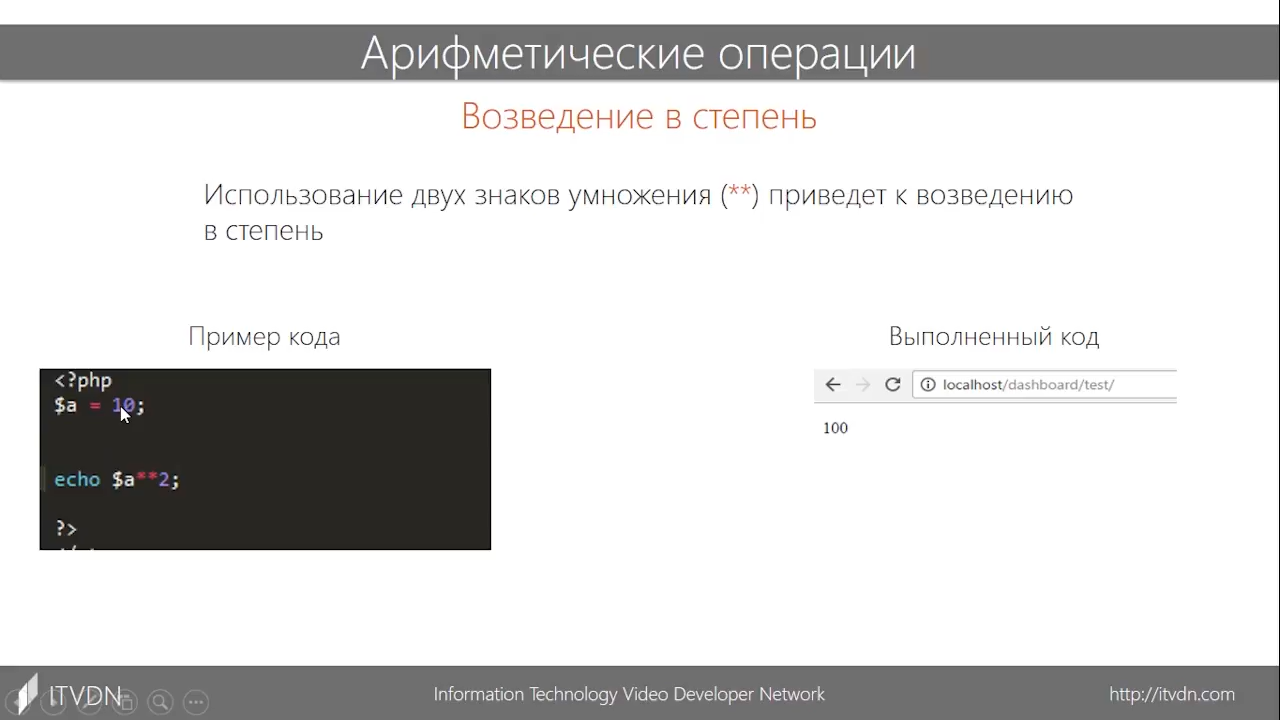 Арифметические операции
Возведение в степень
Использование двух знаков умножения (**) приведет к возведению
в степень
Пример кода
Выполненный код
<?php
$a = 10;
echo $a**2;
?>
localhost/dashboard/test/
100
ITVDN
Information Technology Video Developer Network
http://itvdn.com